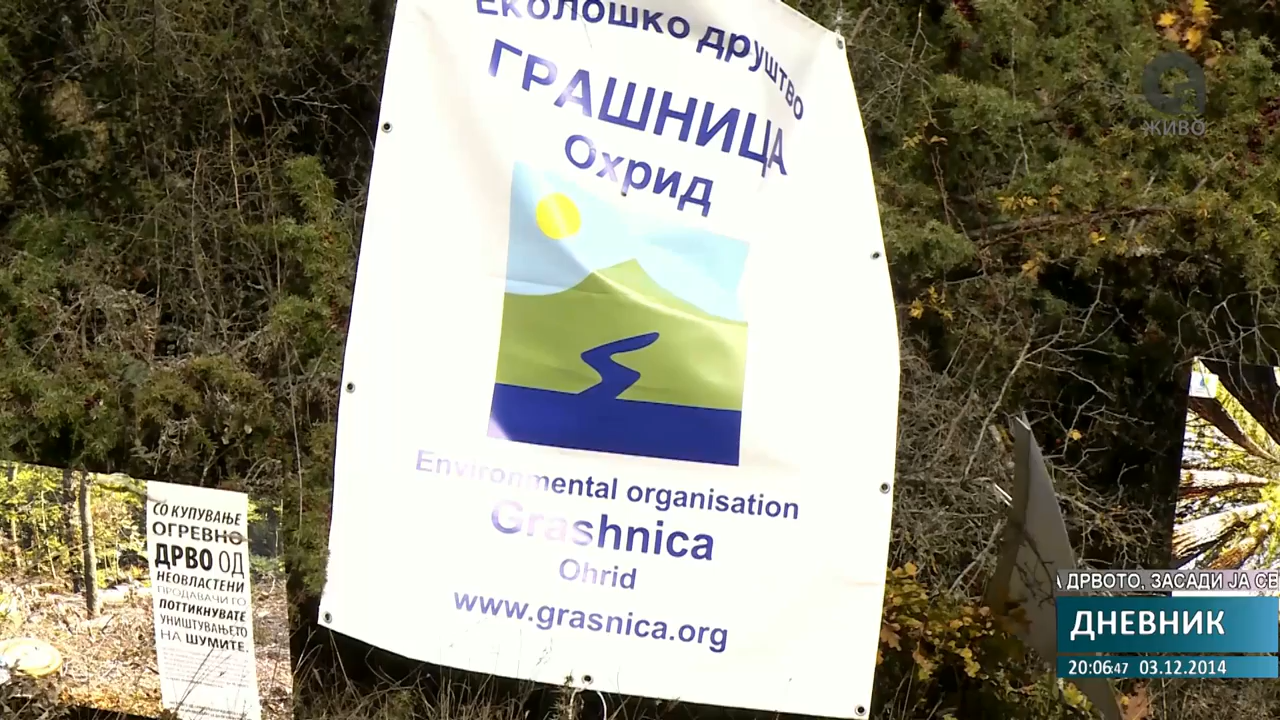 Еколошко друштво
ГРАШНИЦА
Охрид
Environmental organisation
Grashnica
Ohrid
www.grasnica.org
СО КУПУВАЊЕ
ОГРЕВНО
ДРВО ОД
НЕОВЛАСТЕНИ
ПРОДАВАЧИ ГО
ПОТТИКНУВАТЕ
УНИШТУВАЊЕТО
НА ШУМИТЕ.
ЖИВО
ДРВОТО, ЗАСАДИ ЈА
ДНЕВНИК
20:06:47 03.12.2014